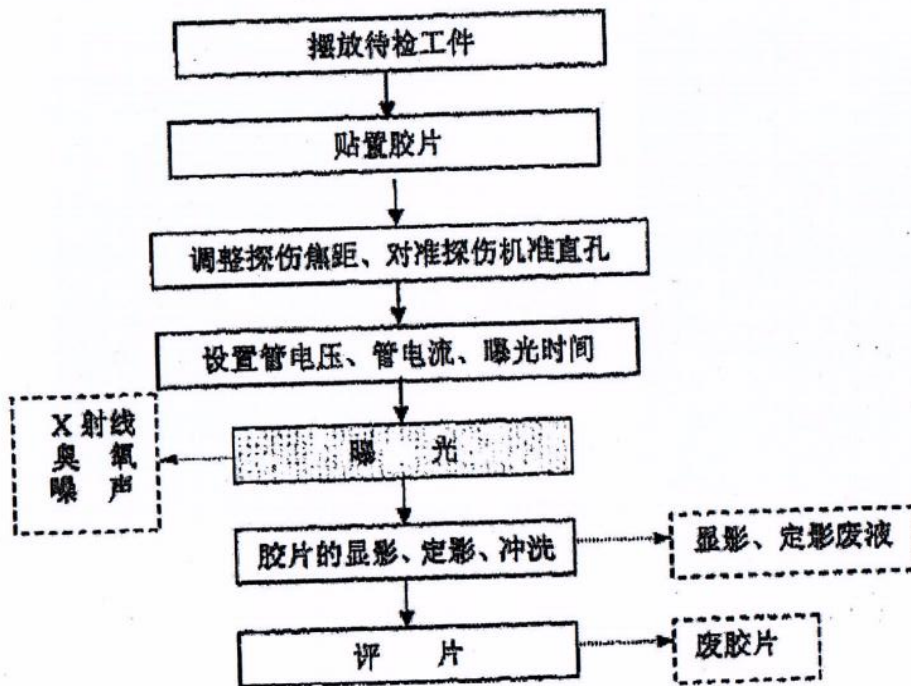 摆放待检工件
贴置胶片
调整探伤焦距、对准探伤机准直孔
设置管电压、管电流、曝光时间
X 射线
臭 氧
噪 声
曝 光
胶片的显影、定影、冲洗
显影、定影废液
评 片
废胶片